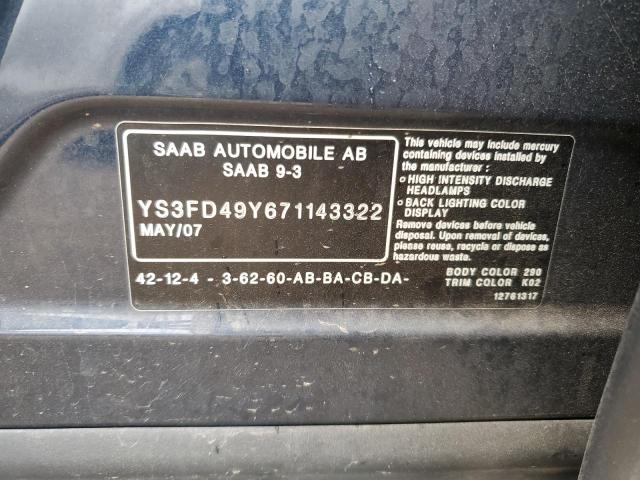 SAAB AUTOMOBILE AB
SAAB 9-3
YS3FD49Y671143322
MAY/07
42-12-4 - 3-62-60-AB-BA-CB-DA-
This vehicle may include mercury
containing devices installed by
the manufacturer :
o HIGH INTENSITY DISCHARGE
HEADLAMPS
o BACK LIGHTING COLOR
DISPLAY
Remove devices before vehicle
disposal. Upon removal of devices,
please reuse, recycle or dispose as
hazardous waste.
BODY COLOR 290
TRIM COLOR K02
12761317